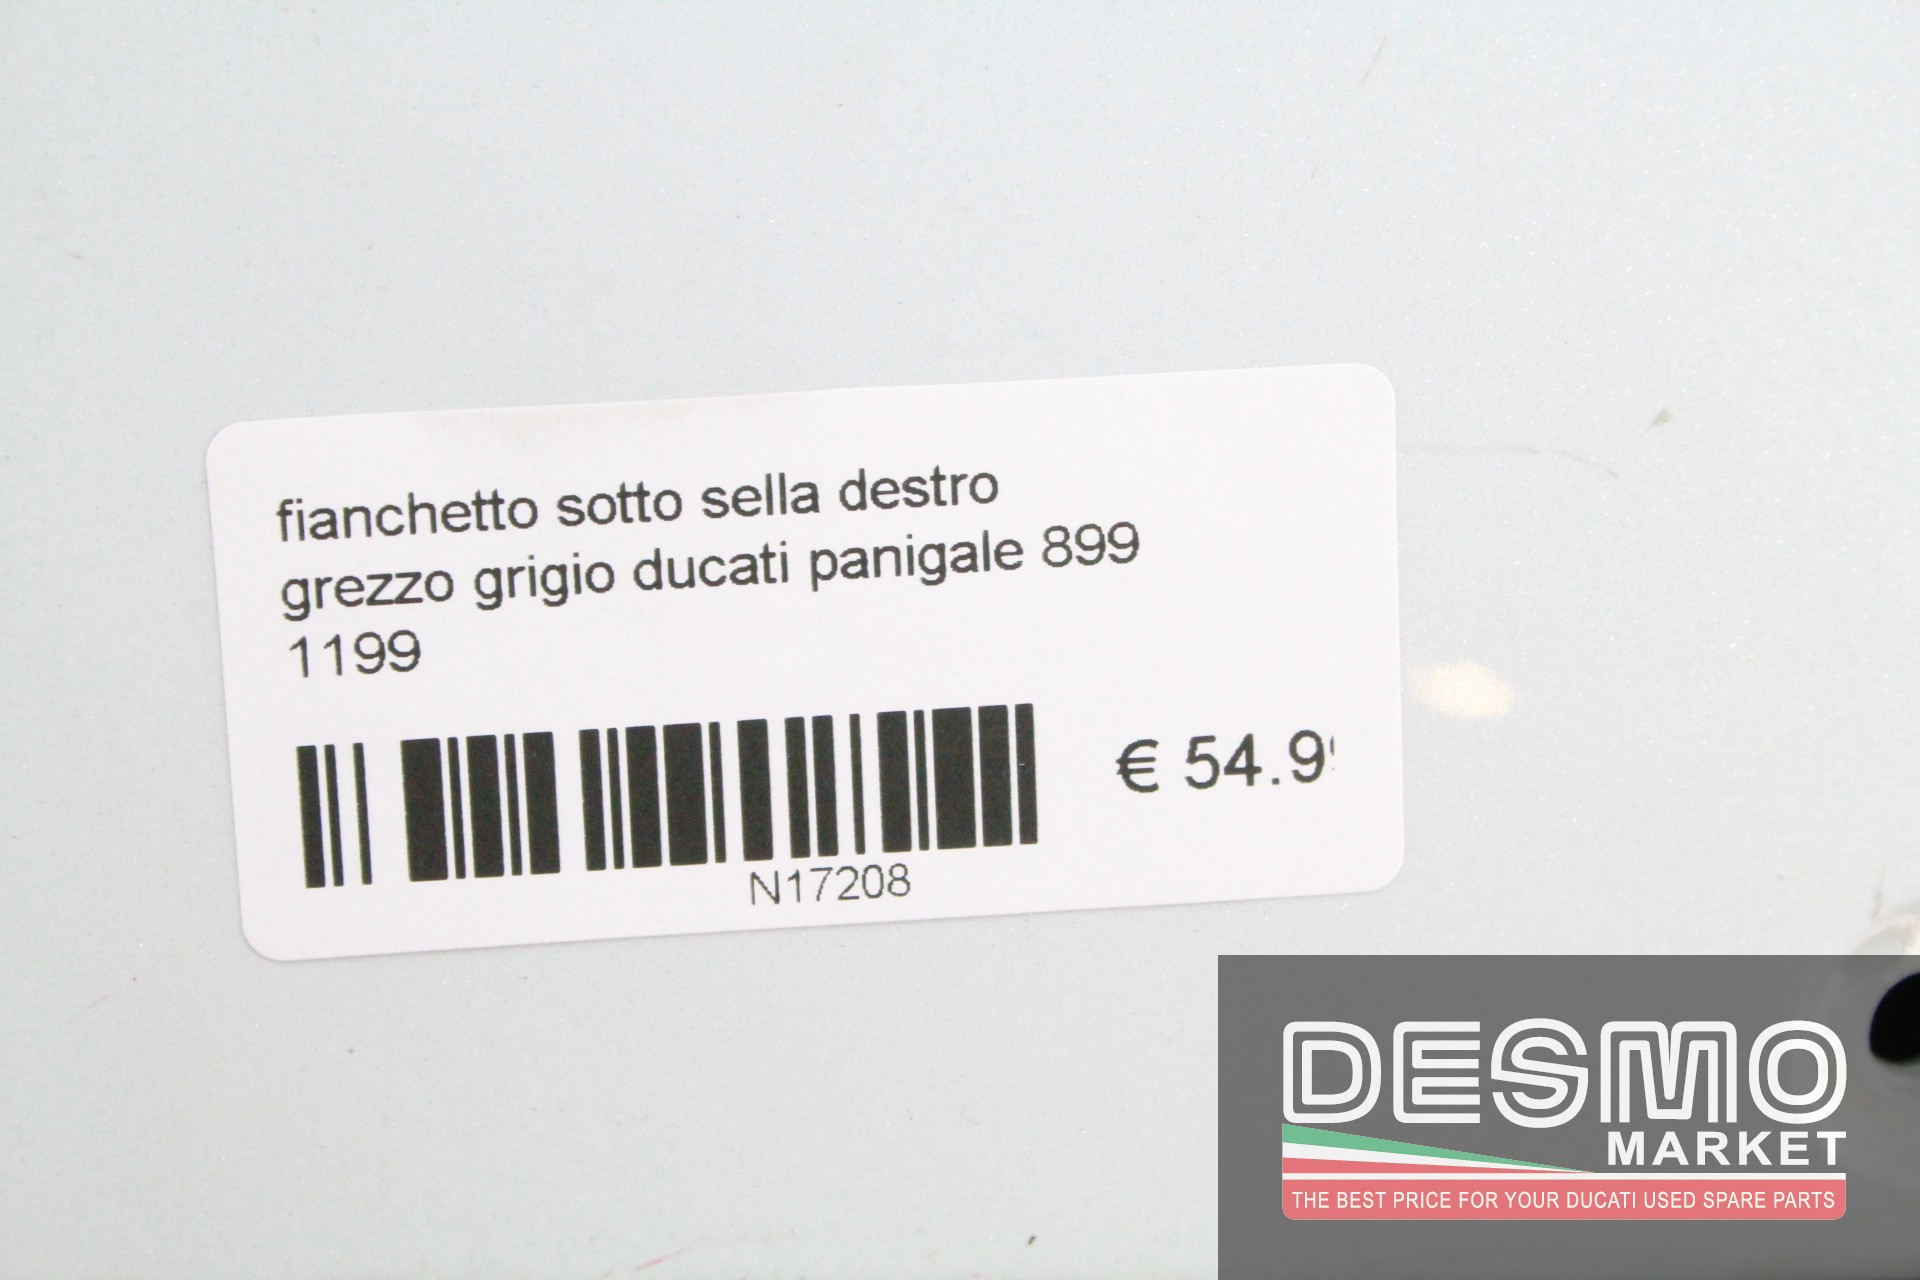 fianchetto sotto sella destro
grezzo grigio ducati panigale 899
1199
€ 54.9
N17208
DESMO
MARKET
THE BEST PRICE FOR YOUR DUCATI USED SPARE PARTS